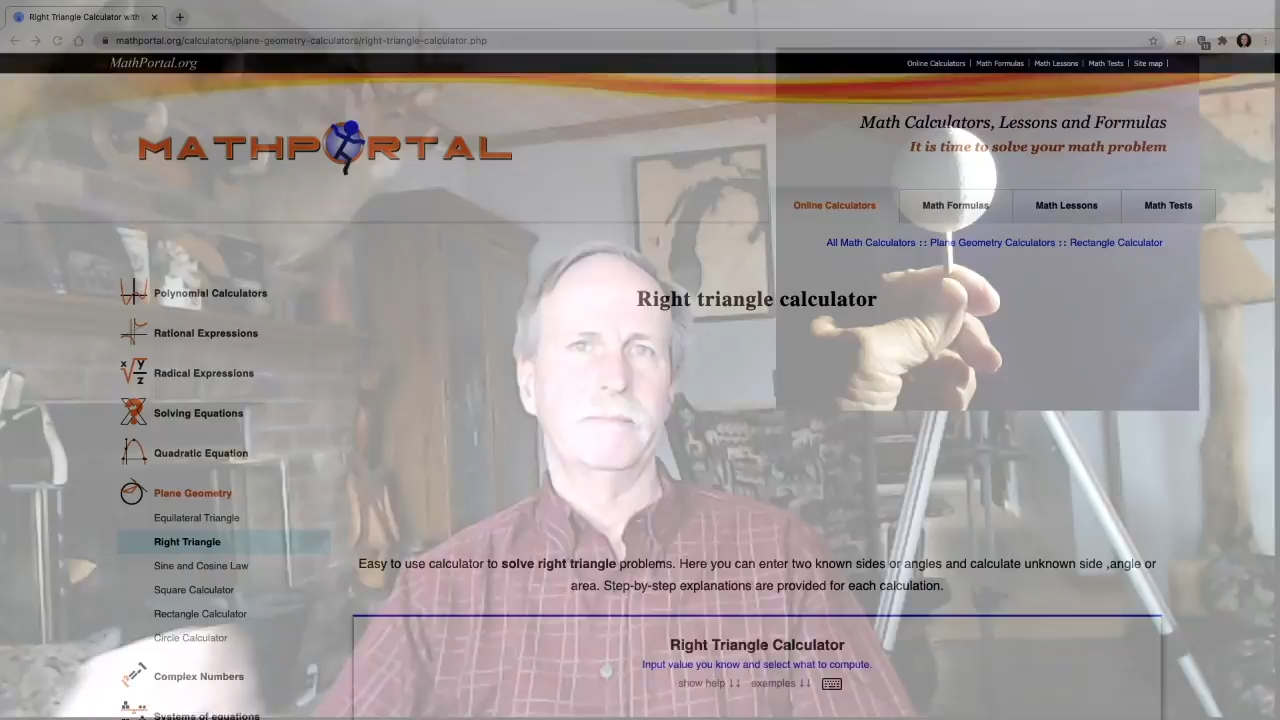 Right Triangle Calculator with
mathportal.org/calculators/plane-geometry-calculators/right-triangle-calculator.php
MathPortal.org
Online Calculators | Math Formulas | Math Lessons | Math Tests | Site map |
MATHPORTAL
Math Calculators, Lessons and Formulas
It is time to solve your math problem
Online Calculators
Math Formulas
Math Lessons
Math Tests
All Math Calculators :: Plane Geometry Calculators :: Rectangle Calculator
Polynomial Calculators
Rational Expressions
Radical Expressions
Solving Equations
Quadratic Equation
Plane Geometry
Equilateral Triangle
Right Triangle
Sine and Cosine Law
Square Calculator
Rectangle Calculator
Circle Calculator
Complex Numbers
Systems of equations
Right triangle calculator
Easy to use calculator to solve right triangle problems. Here you can enter two known sides or angles and calculate unknown side ,angle or
area. Step-by-step explanations are provided for each calculation.
Right Triangle Calculator
Input value you know and select what to compute.
show help ↓↓ examples ↓↓